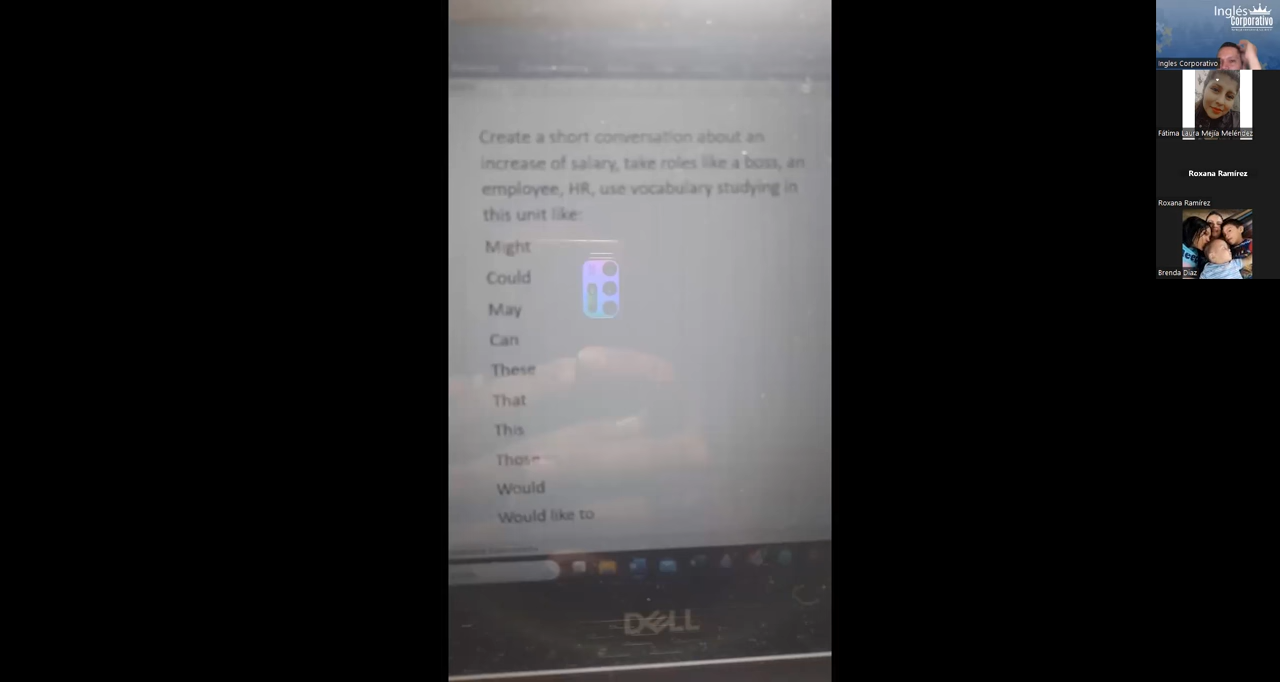 Create a short conversation about an
increase of salary, take roles like a boss, an
employee, HR, use vocabulary studying in
this unit like:
Might
Could
May
Can
These
That
This
Those
Would
Would like to
DELL
Inglés
Corporativo
Ingles Corporativo
Fátima Laura Mejía Meléndez
Roxana Ramírez
Roxana Ramírez
Brenda Diaz